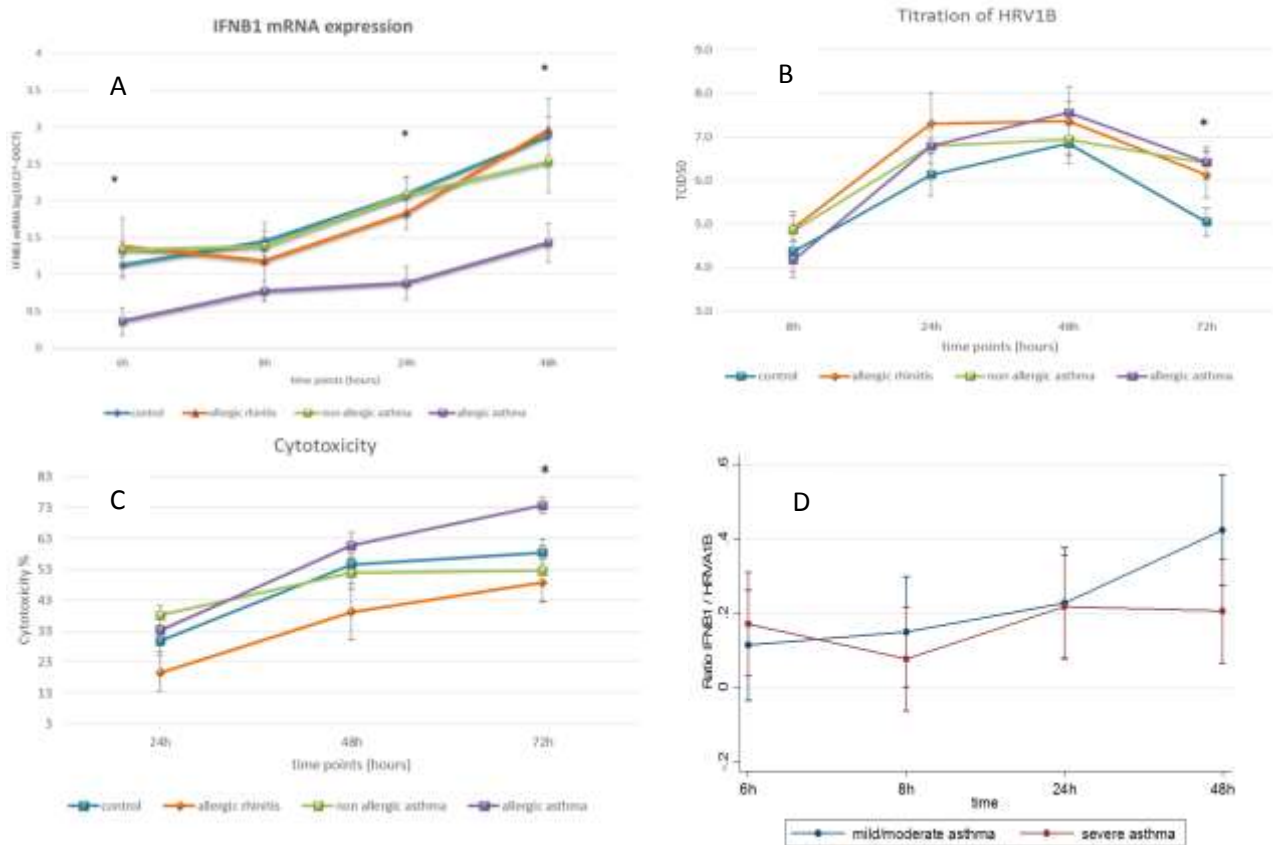 IFNB1 mRNA expression
A
4
3.5
3
2.5
2
1.5
1
0.5
0
*
*
*
6h
8h
24h
48h
time points (hours)
control
allergic rhinitis
non allergic asthma
allergic asthma
Titration of HRV1B
B
TCID50
9.0
8.0
7.0
6.0
5.0
4.0
3.0
*
8h
24h
48h
72h
time points (hours)
control
allergic rhinitis
non allergic asthma
allergic asthma
Cytotoxicity
C
Cytotoxicity %
83
73
63
53
43
33
23
13
3
*
24h
48h
72h
time points (hours)
control
allergic rhinitis
non allergic asthma
allergic asthma
D
Ratio IFNB1 / HRVA1B
.6
.4
.2
0
-.2
6h
8h
24h
48h
time
mild/moderate asthma
severe asthma